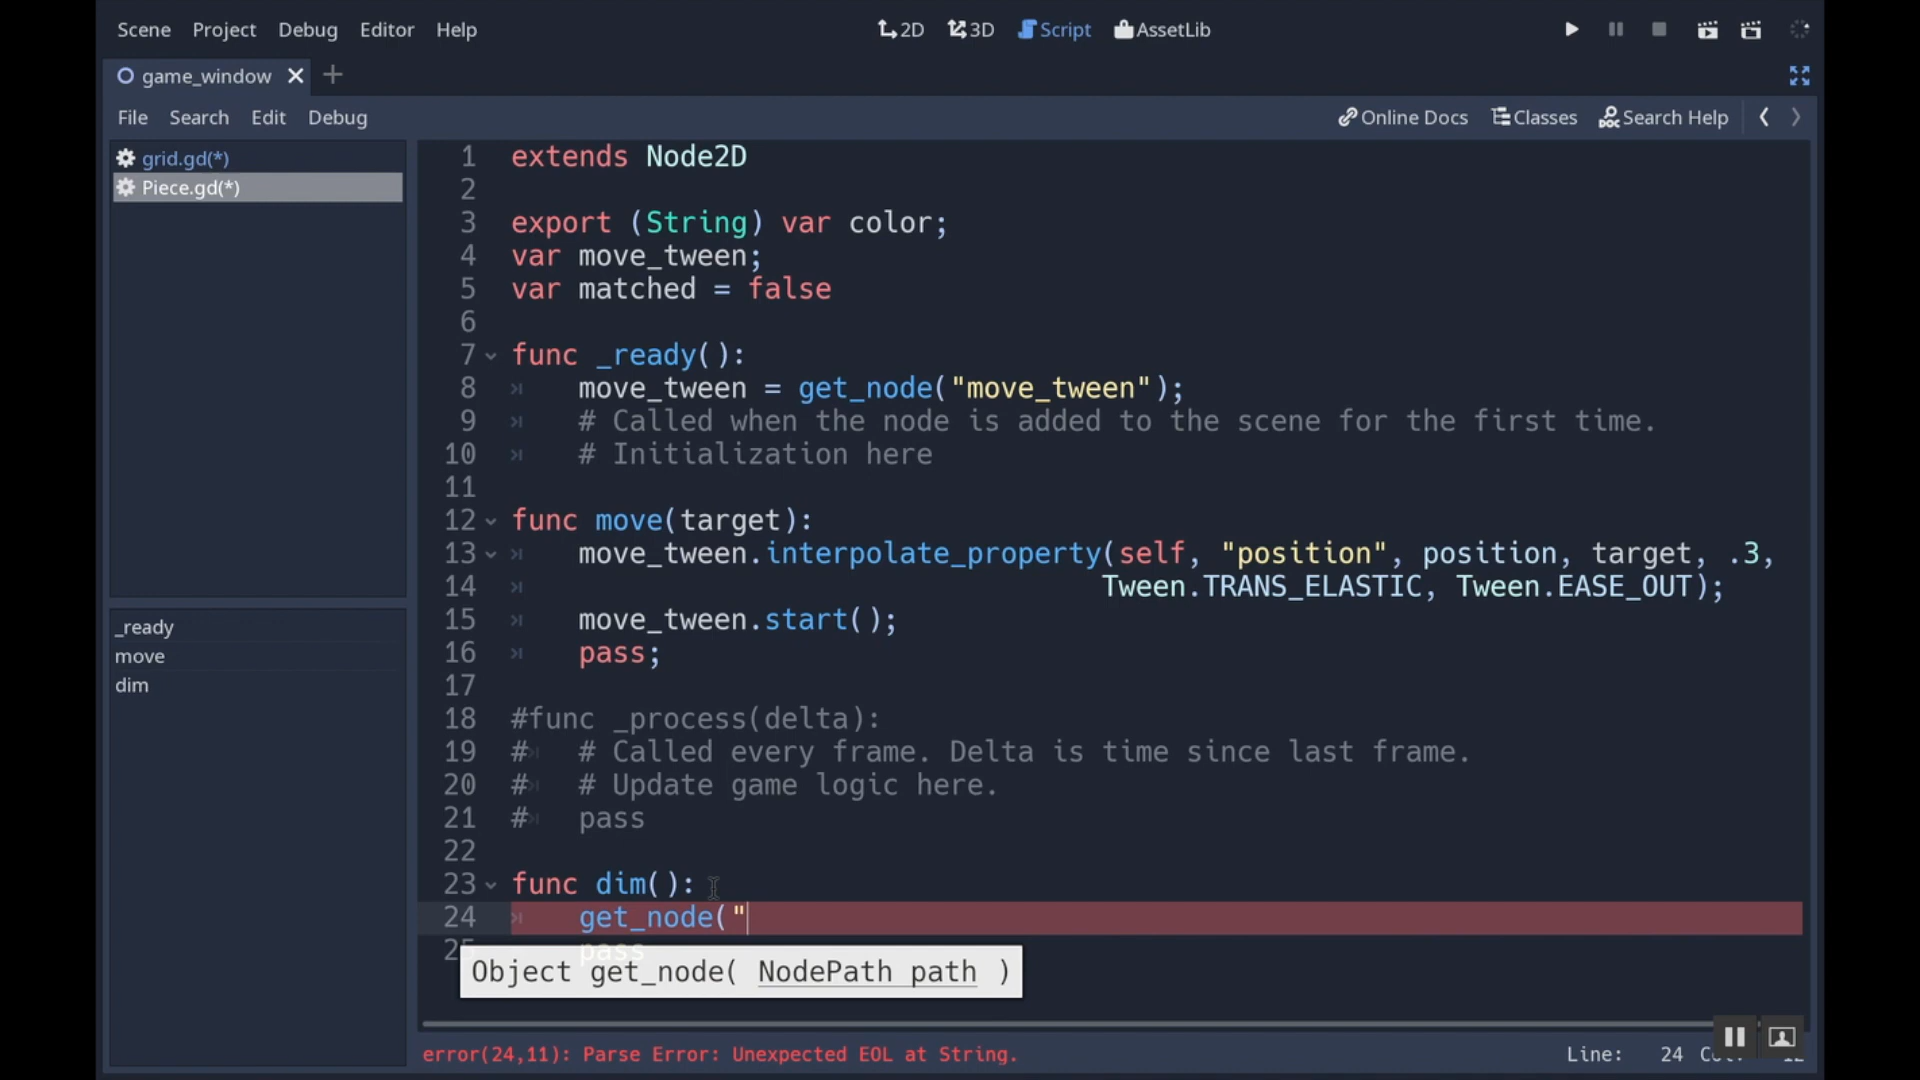 Scene Project Debug Editor Help 2D 3D Script AssetLib
game_window
File Search Edit Debug Online Docs Classes Search Help
grid.gd(*)
Piece.gd(*)
_ready
move
dim
1 extends Node2D
2
3 export (String) var color;
4 var move_tween;
5 var matched = false
6
7 func _ready():
8 move_tween = get_node("move_tween");
9 # Called when the node is added to the scene for the first time.
10 # Initialization here
11
12 func move(target):
13 move_tween.interpolate_property(self, "position", position, target, .3,
14 Tween.TRANS_ELASTIC, Tween.EASE_OUT);
15 move_tween.start();
16 pass;
17
18 #func _process(delta):
19 # # Called every frame. Delta is time since last frame.
20 # # Update game logic here.
21 # pass
22
23 func dim():
24 get_node("
25 pass
Object get_node( NodePath path )
error(24,11): Parse Error: Unexpected EOL at String. Line: 24